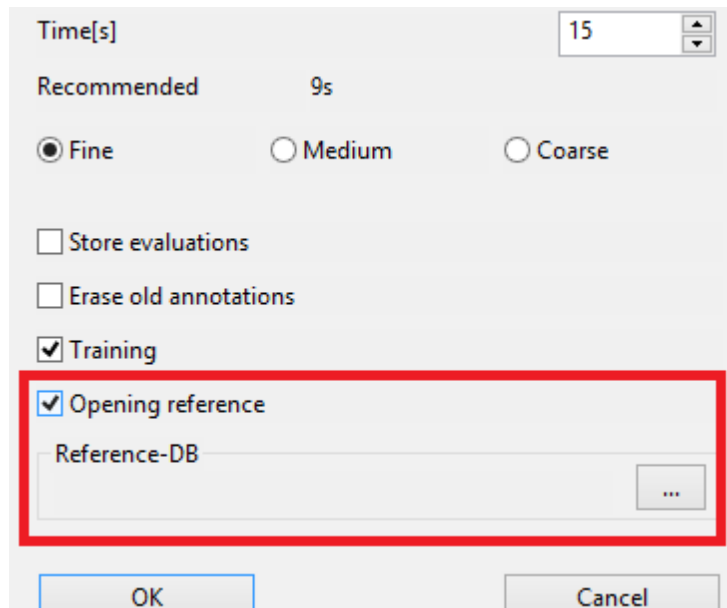 Time[s] 15
Recommended 9s
Fine Medium Coarse
Store evaluations
Erase old annotations
Training
Opening reference
Reference-DB
...
OK Cancel